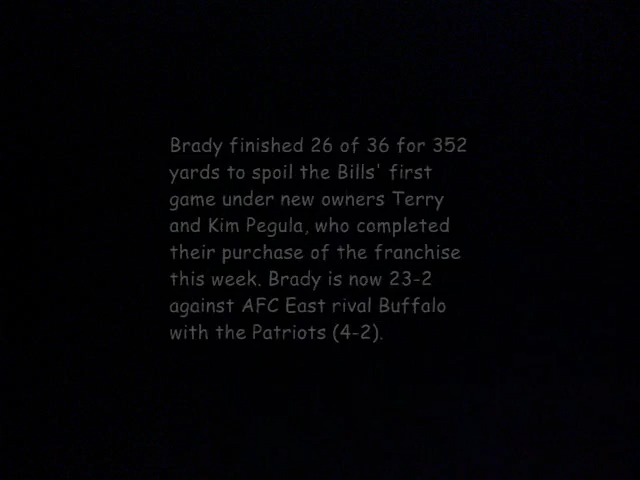 Brady finished 26 of 36 for 352
yards to spoil the Bills' first
game under new owners Terry
and Kim Pegula, who completed
their purchase of the franchise
this week. Brady is now 23-2
against AFC East rival Buffalo
with the Patriots (4-2).